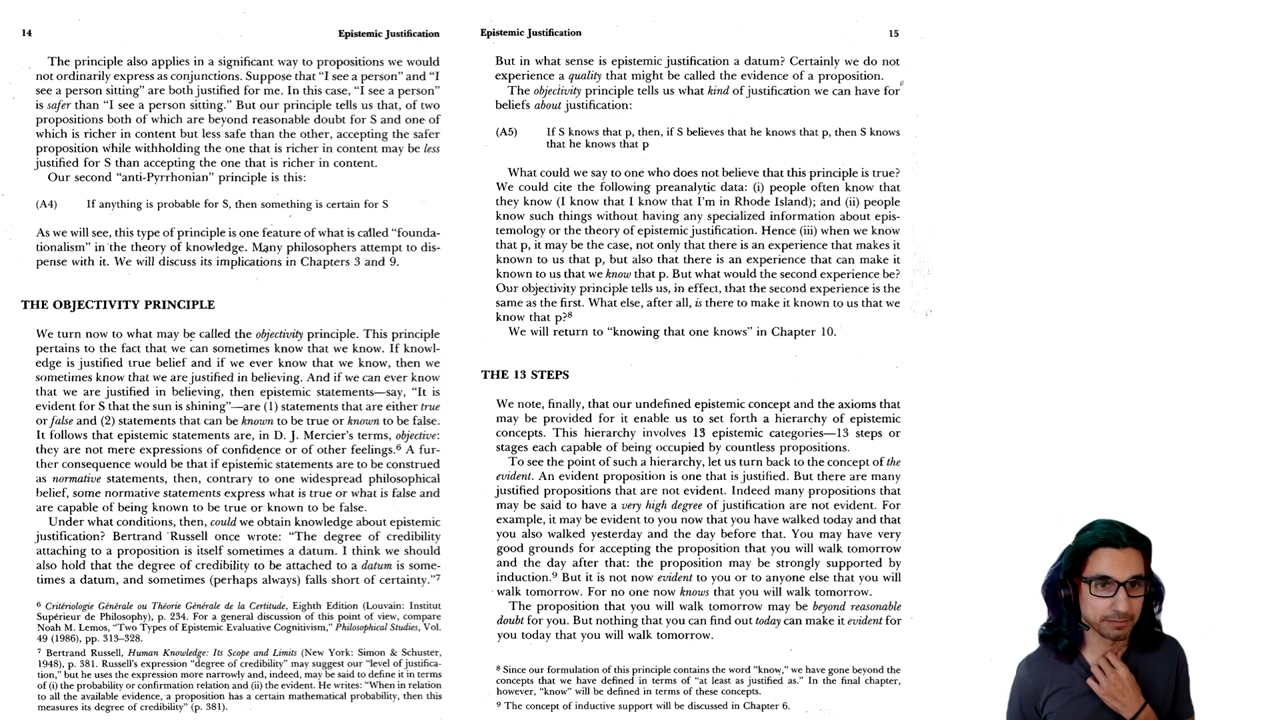 14
Epistemic Justification
The principle also applies in a significant way to propositions we would
not ordinarily express as conjunctions. Suppose that "I see a person" and "I
see a person sitting" are both justified for me. In this case, "I see a person"
is safer than "I see a person sitting." But our principle tells us that, of two
propositions both of which are beyond reasonable doubt for S and one of
which is richer in content but less safe than the other, accepting the safer
proposition while withholding the one that is richer in content may be less
justified for S than accepting the one that is richer in content.
Our second "anti-Pyrrhonian" principle is this:
(A4) If anything is probable for S, then something is certain for S
As we will see, this type of principle is one feature of what is called "founda-
tionalism" in the theory of knowledge. Many philosophers attempt to dis-
pense with it. We will discuss its implications in Chapters 3 and 9.
THE OBJECTIVITY PRINCIPLE
We turn now to what may be called the objectivity principle. This principle
pertains to the fact that we can sometimes know that we know. If knowl-
edge is justified true belief and if we ever know that we know, then we
sometimes know that we are justified in believing. And if we can ever know
that we are justified in believing, then epistemic statements—say, "It is
evident for S that the sun is shining"—are (1) statements that are either true
or false and (2) statements that can be known to be true or known to be false.
It follows that epistemic statements are, in D. J. Mercier's terms, objective:
they are not mere expressions of confidence or of other feelings.6 A fur-
ther consequence would be that if epistemic statements are to be construed
as normative statements, then, contrary to one widespread philosophical
belief, some normative statements express what is true or what is false and
are capable of being known to be true or known to be false.
Under what conditions, then, could we obtain knowledge about epistemic
justification? Bertrand Russell once wrote: "The degree of credibility
attaching to a proposition is itself sometimes a datum. I think we should
also hold that the degree of credibility to be attached to a datum is some-
times a datum, and sometimes (perhaps always) falls short of certainty."7
6 Critériologie Générale ou Théorie Générale de la Certitude, Eighth Edition (Louvain: Institut
Supérieur de Philosophy), p. 234. For a general discussion of this point of view, compare
Noah M. Lemos, "Two Types of Epistemic Evaluative Cognitivism," Philosophical Studies, Vol.
49 (1986), pp. 313–328.
7 Bertrand Russell, Human Knowledge: Its Scope and Limits (New York: Simon & Schuster,
1948), p. 381. Russell's expression "degree of credibility" may suggest our "level of justifica-
tion," but he uses the expression more narrowly and, indeed, may be said to define it in terms
of (i) the probability or confirmation relation and (ii) the evident. He writes: "When in relation
to all the available evidence, a proposition has a certain mathematical probability, then this
measures its degree of credibility" (p. 381).
Epistemic Justification
15
But in what sense is epistemic justification a datum? Certainly we do not
experience a quality that might be called the evidence of a proposition.
The objectivity principle tells us what kind of justification we can have for
beliefs about justification:
(A5) If S knows that p, then, if S believes that he knows that p, then S knows
that he knows that p
What could we say to one who does not believe that this principle is true?
We could cite the following preanalytic data: (i) people often know that
they know (I know that I know that I'm in Rhode Island); and (ii) people
know such things without having any specialized information about epis-
temology or the theory of epistemic justification. Hence (iii) when we know
that p, it may be the case, not only that there is an experience that makes it
known to us that p, but also that there is an experience that can make it
known to us that we know that p. But what would the second experience be?
Our objectivity principle tells us, in effect, that the second experience is the
same as the first. What else, after all, is there to make it known to us that we
know that p?8
We will return to "knowing that one knows" in Chapter 10.
THE 13 STEPS
We note, finally, that our undefined epistemic concept and the axioms that
may be provided for it enable us to set forth a hierarchy of epistemic
concepts. This hierarchy involves 13 epistemic categories—13 steps or
stages each capable of being occupied by countless propositions.
To see the point of such a hierarchy, let us turn back to the concept of the
evident. An evident proposition is one that is justified. But there are many
justified propositions that are not evident. Indeed many propositions that
may be said to have a very high degree of justification are not evident. For
example, it may be evident to you now that you have walked today and that
you also walked yesterday and the day before that. You may have very
good grounds for accepting the proposition that you will walk tomorrow
and the day after that: the proposition may be strongly supported by
induction.9 But it is not now evident to you or to anyone else that you will
walk tomorrow. For no one now knows that you will walk tomorrow.
The proposition that you will walk tomorrow may be beyond reasonable
doubt for you. But nothing that you can find out today can make it evident for
you today that you will walk tomorrow.
8 Since our formulation of this principle contains the word "know," we have gone beyond the
concepts that we have defined in terms of "at least as justified as." In the final chapter,
however, "know" will be defined in terms of these concepts.
9 The concept of inductive support will be discussed in Chapter 6.